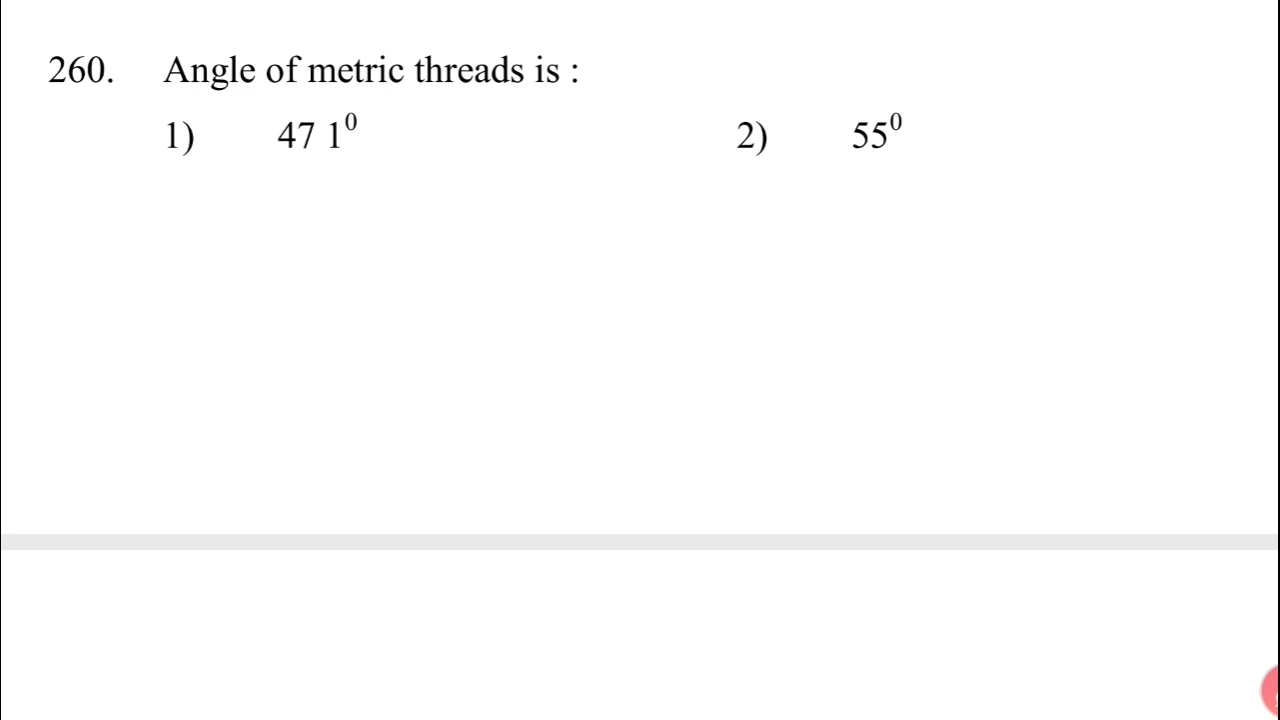 260. Angle of metric threads is :
1) 47 1⁰ 2) 55⁰